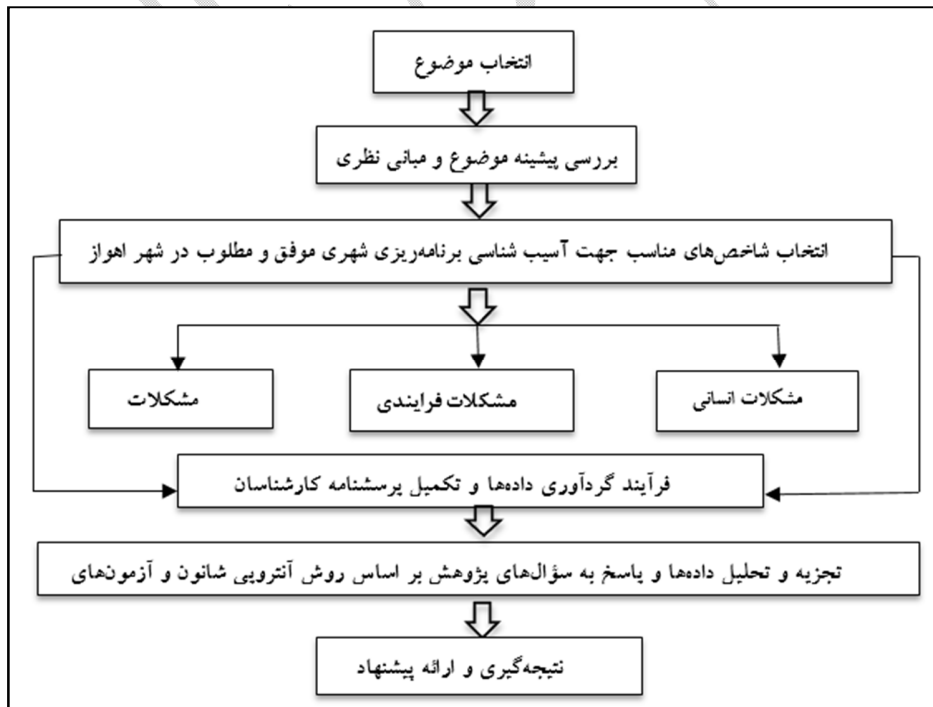 انتخاب موضوع
بررسی پیشینه موضوع و مبانی نظری
انتخاب شاخص‌های مناسب جهت آسیب شناسی برنامه‌ریزی شهری موفق و مطلوب در شهر اهواز
مشکلات انسانی
مشکلات فرایندی
مشکلات
فرآیند گردآوری داده‌ها و تکمیل پرسشنامه کارشناسان
تجزیه و تحلیل داده‌ها و پاسخ به سؤال‌های پژوهش بر اساس روش آنتروپی شانون و آزمون‌های
نتیجه‌گیری و ارائه پیشنهاد